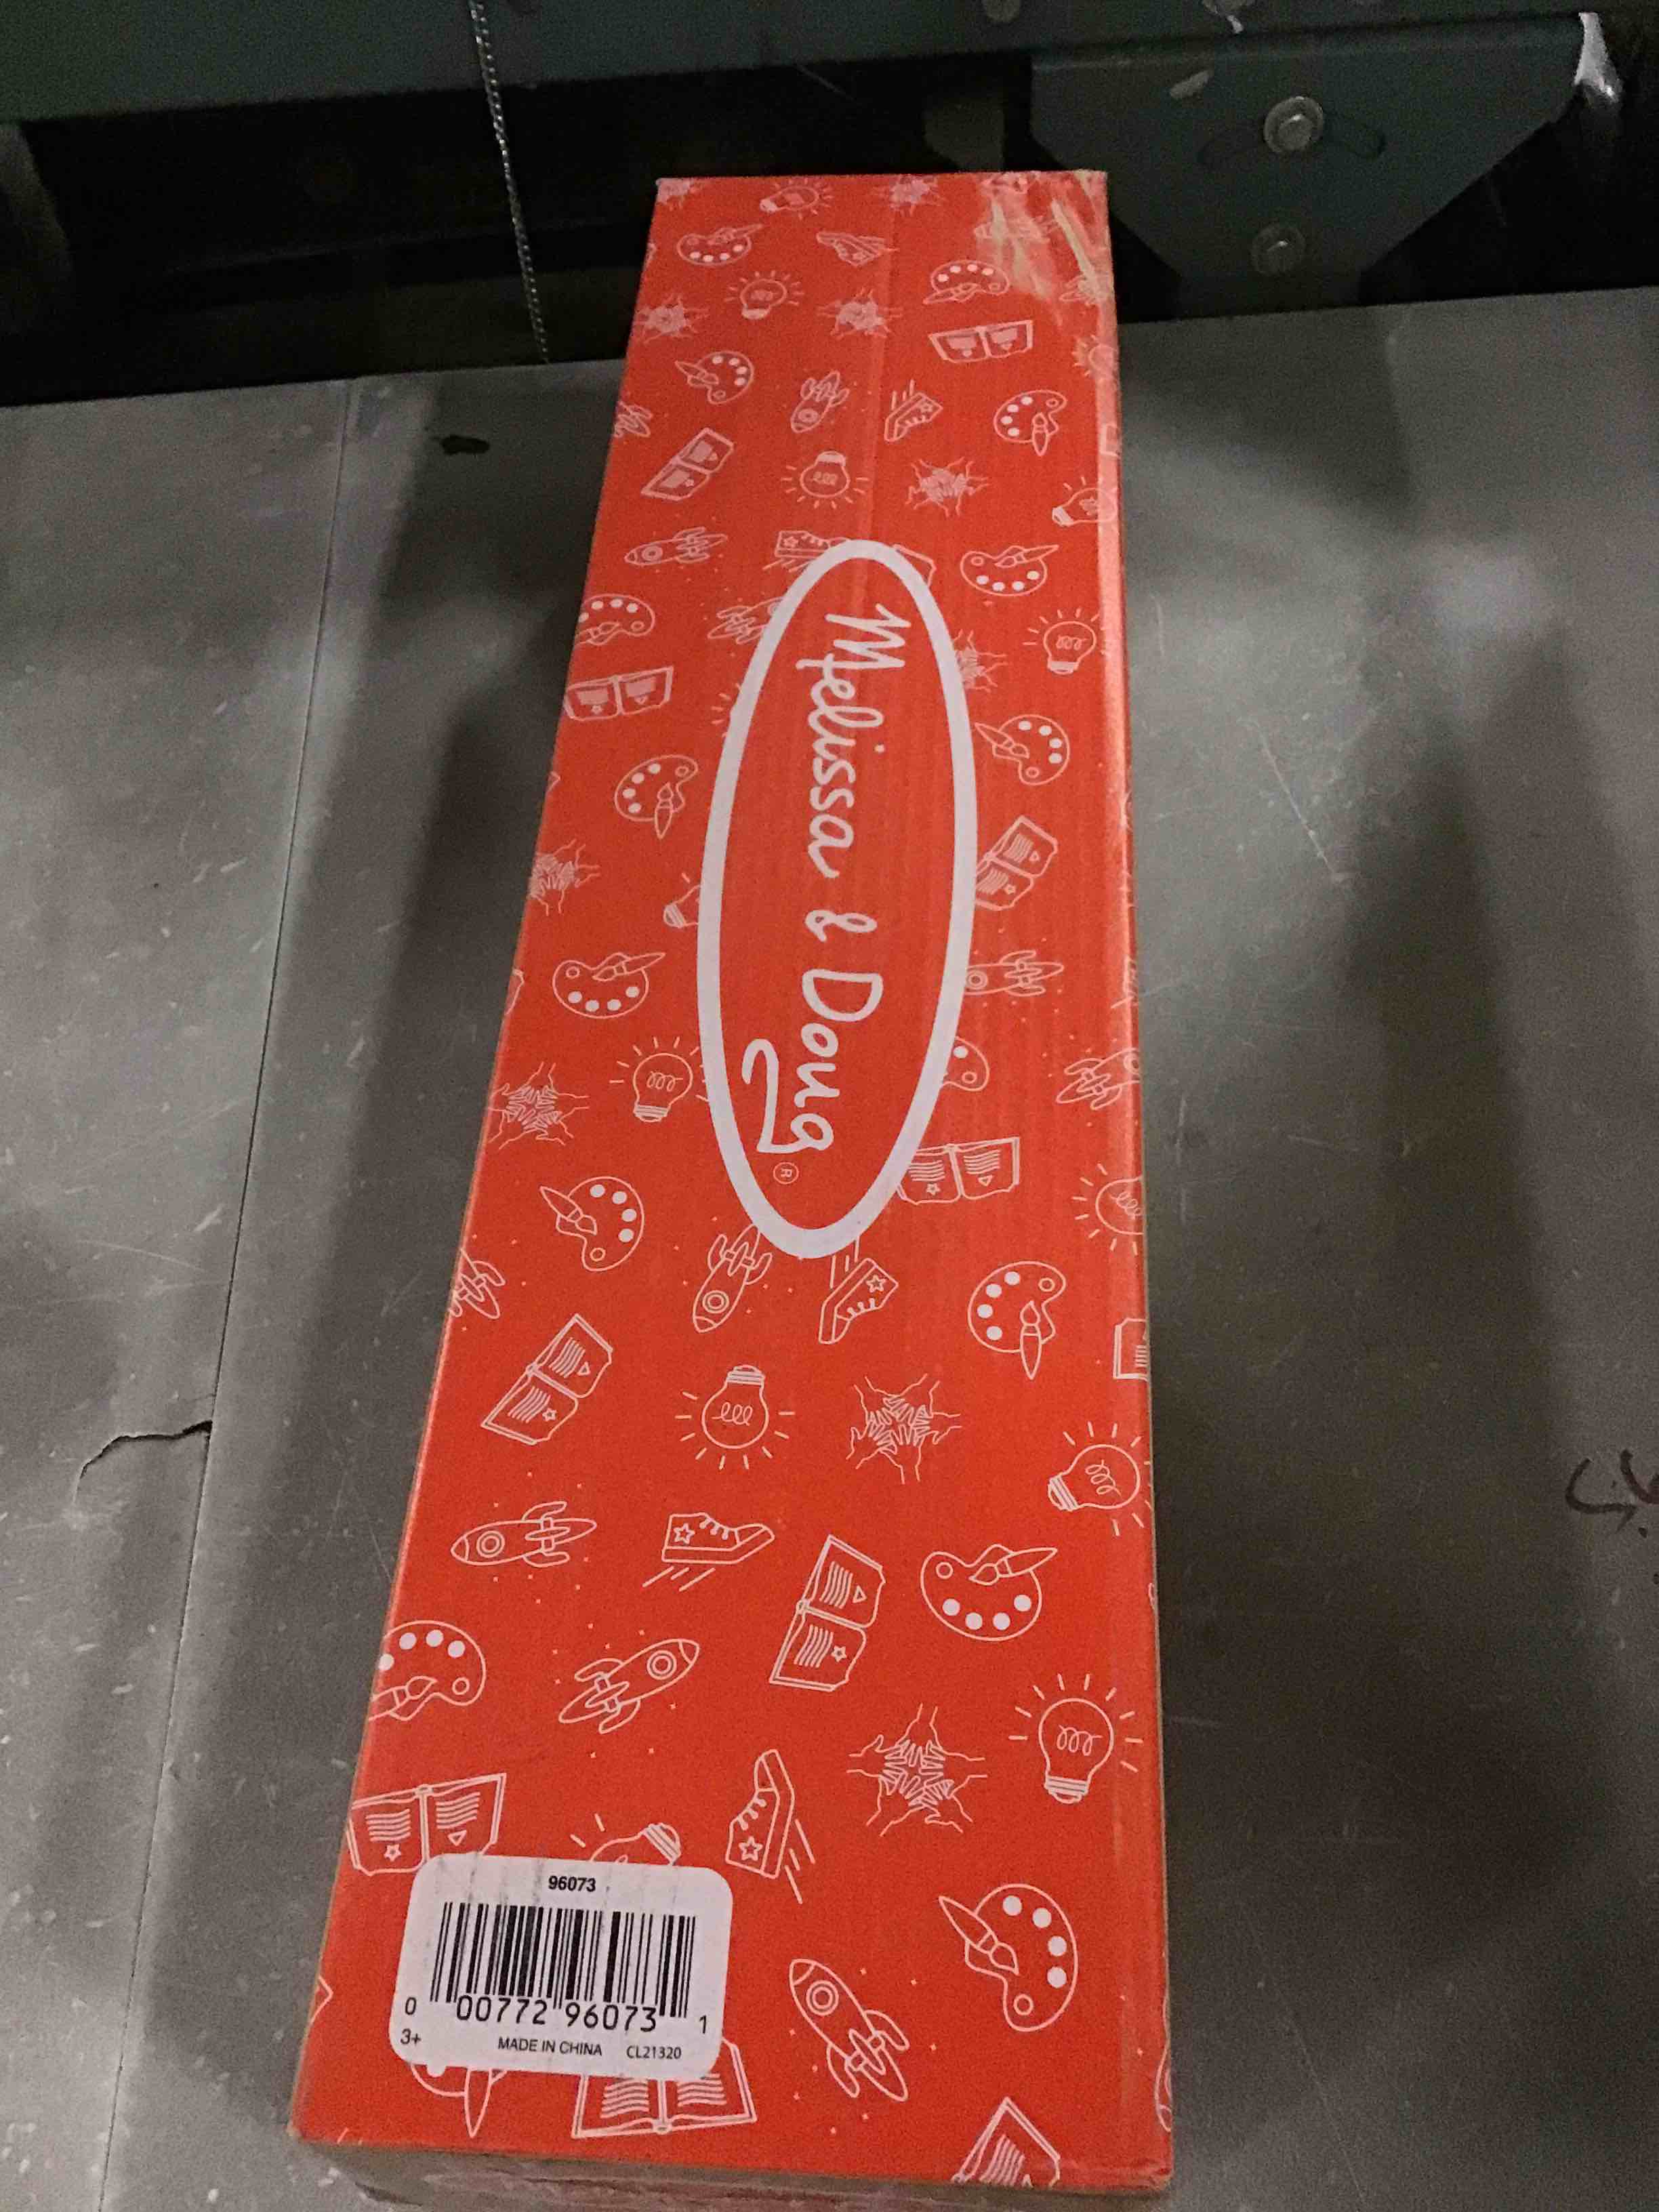 Melissa & Doug®
96073
0 00772 96073 1
3+ MADE IN CHINA CL21320